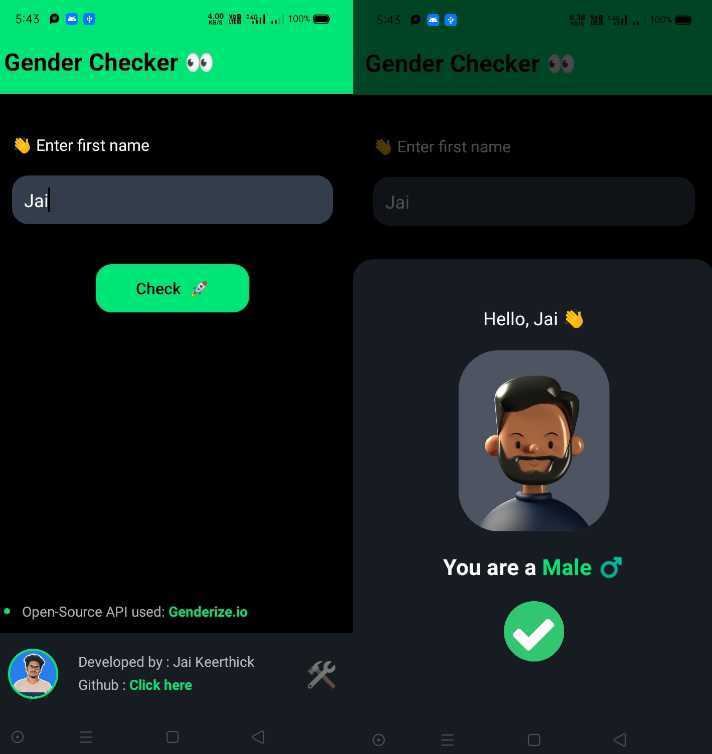 5:43
4.00 KB/S
100%
Gender Checker 👀
👋 Enter first name
Jai
Check 🚀
Open-Source API used: Genderize.io
Developed by : Jai Keerthick
Github : Click here
5:43
100%
Gender Checker 👀
👋 Enter first name
Jai
Hello, Jai 👋
You are a Male ♂